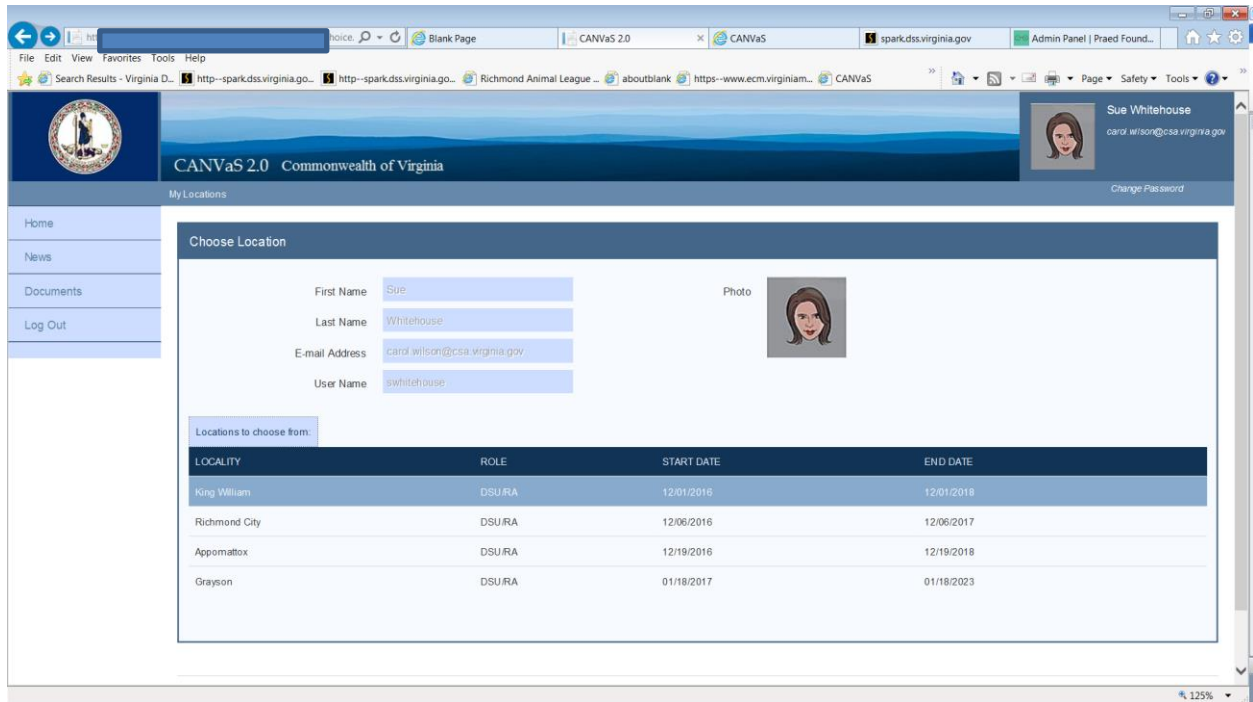 htt hoice. Blank Page CANVaS 2.0 × CANVaS spark.dss.virginia.gov Admin Panel | Praed Found...
File Edit View Favorites Tools Help
Search Results - Virginia D... http--spark.dss.virginia.go... http--spark.dss.virginia.go... Richmond Animal League ... aboutblank https--www.ecm.virginiam... CANVaS » Page Safety Tools »
Sue Whitehouse
carol.wilson@csa.virginia.gov
CANVaS 2.0 Commonwealth of Virginia
My Locations Change Password
Home
News
Documents
Log Out
Choose Location
First Name Sue Photo
Last Name Whitehouse
E-mail Address carol.wilson@csa.virginia.gov
User Name swhitehouse
Locations to choose from:
LOCALITY ROLE START DATE END DATE
King William DSU/RA 12/01/2016 12/01/2018
Richmond City DSU/RA 12/06/2016 12/06/2017
Appomattox DSU/RA 12/19/2016 12/19/2018
Grayson DSU/RA 01/18/2017 01/18/2023
125%